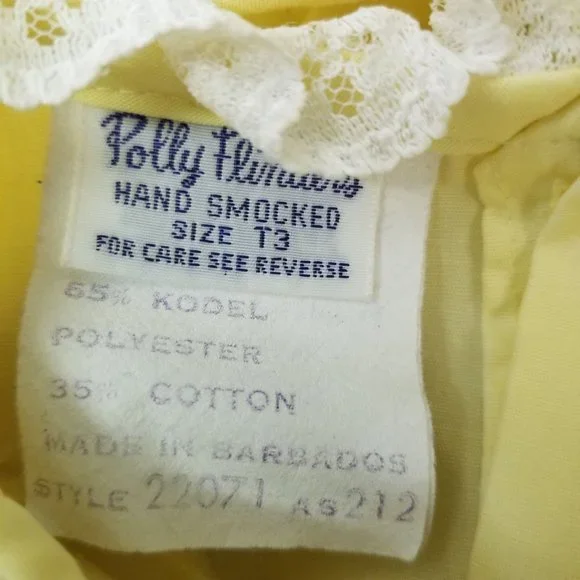 Polly Flinders
HAND SMOCKED
SIZE T3
FOR CARE SEE REVERSE
65% KODEL
POLYESTER
35% COTTON
MADE IN BARBADOS
STYLE 22071 AS212